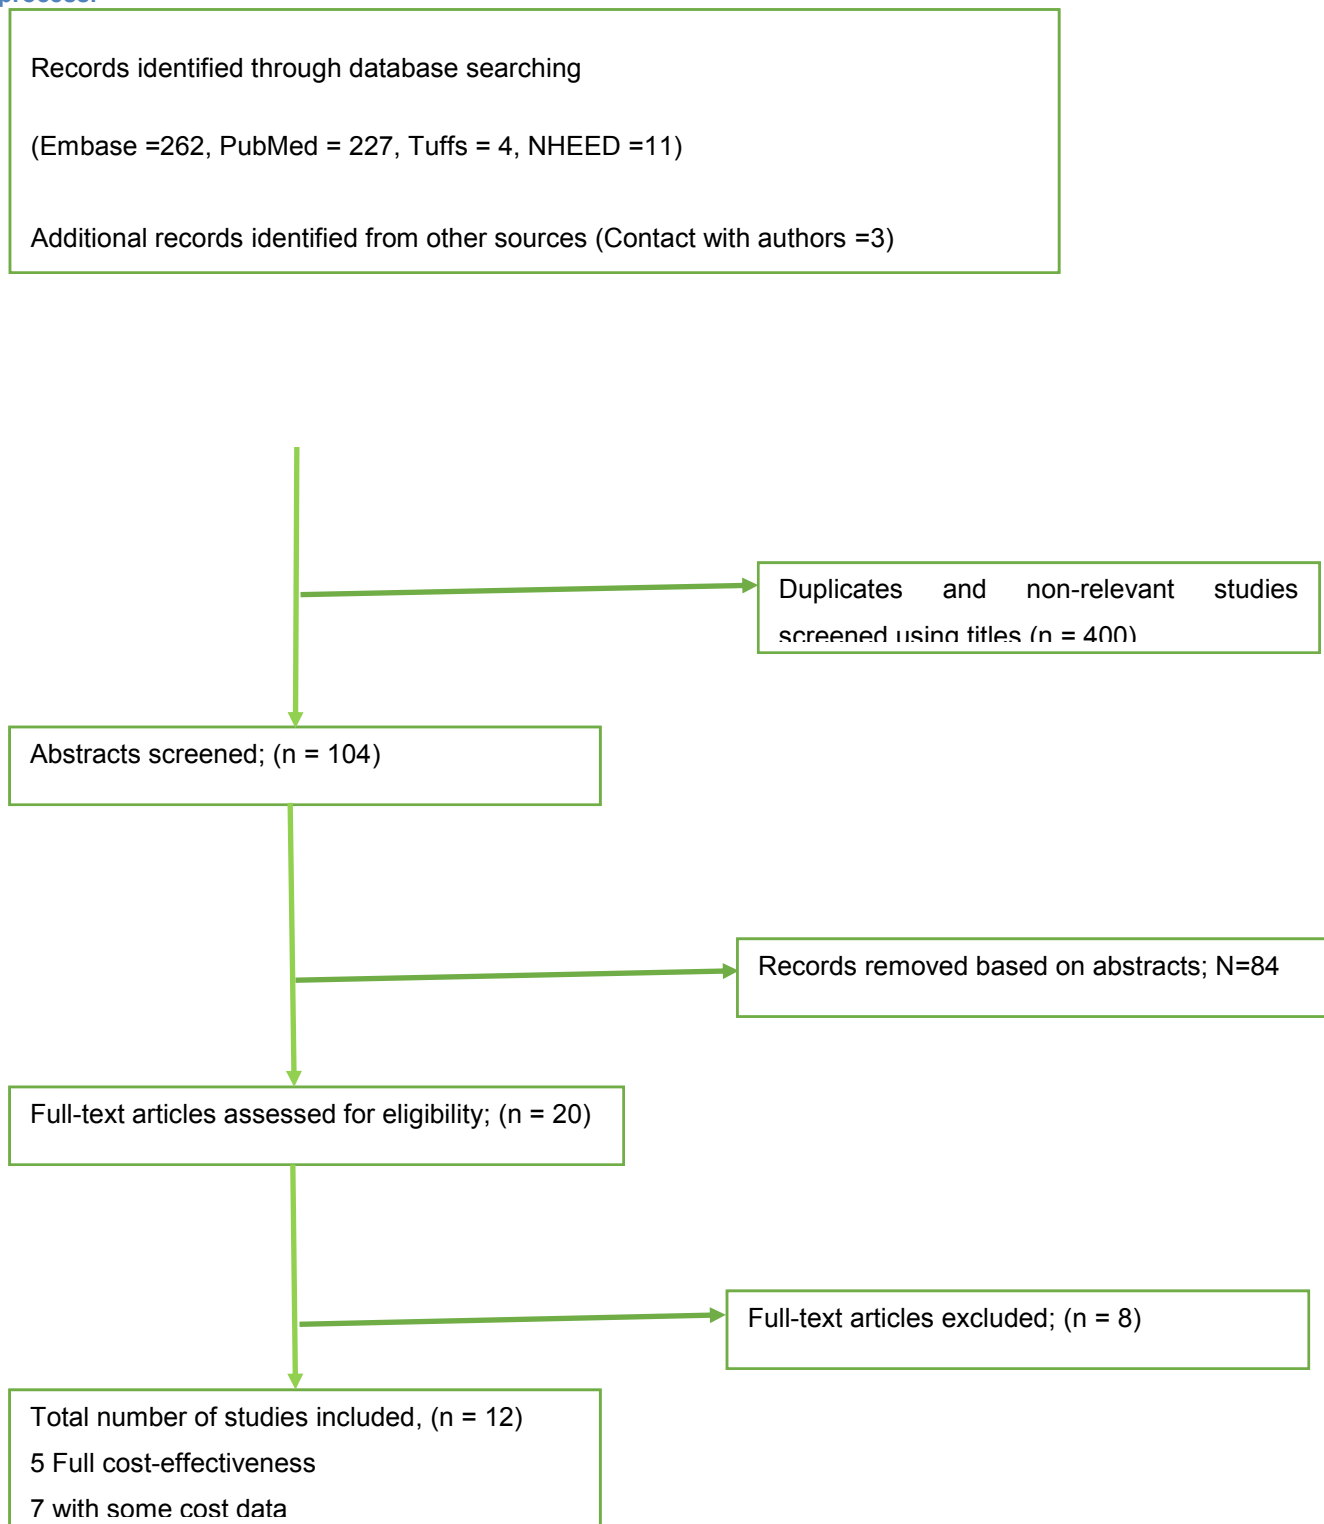 process.
Records identified through database searching
(Embase =262, PubMed = 227, Tuffs = 4, NHEED =11)
Additional records identified from other sources (Contact with authors =3)
Duplicates and non-relevant studies
screened using titles (n = 400)
Abstracts screened; (n = 104)
Records removed based on abstracts; N=84
Full-text articles assessed for eligibility; (n = 20)
Full-text articles excluded; (n = 8)
Total number of studies included, (n = 12)
5 Full cost-effectiveness
7 with some cost data